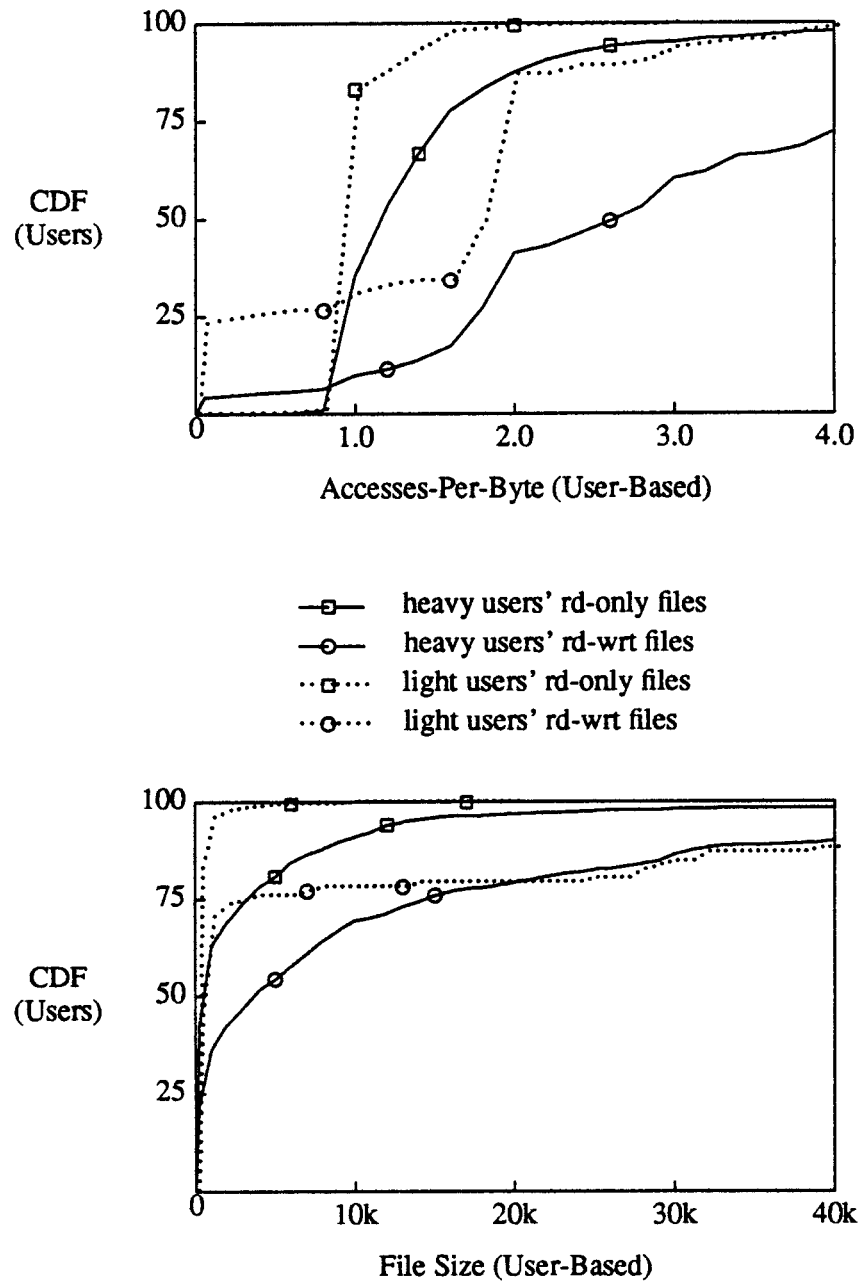 100
75
CDF
(Users)
50
25
0
1.0
2.0
3.0
4.0
Accesses-Per-Byte (User-Based)
heavy users' rd-only files
heavy users' rd-wrt files
light users' rd-only files
light users' rd-wrt files
100
75
CDF
(Users)
50
25
0
10k
20k
30k
40k
File Size (User-Based)